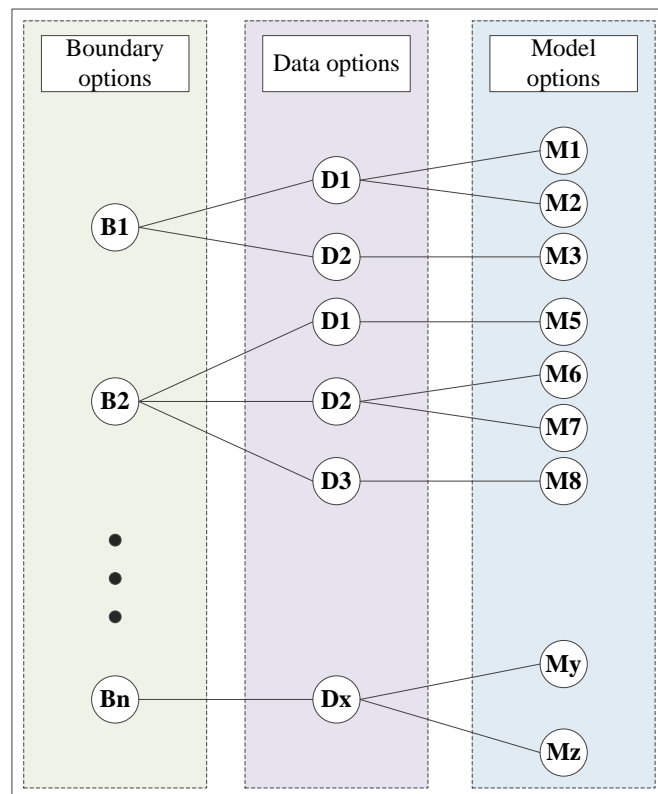 Boundary
options
Data options
Model
options
B1
D1
M1
M2
D2
M3
B2
D1
M5
D2
M6
M7
D3
M8
Bn
Dx
My
Mz